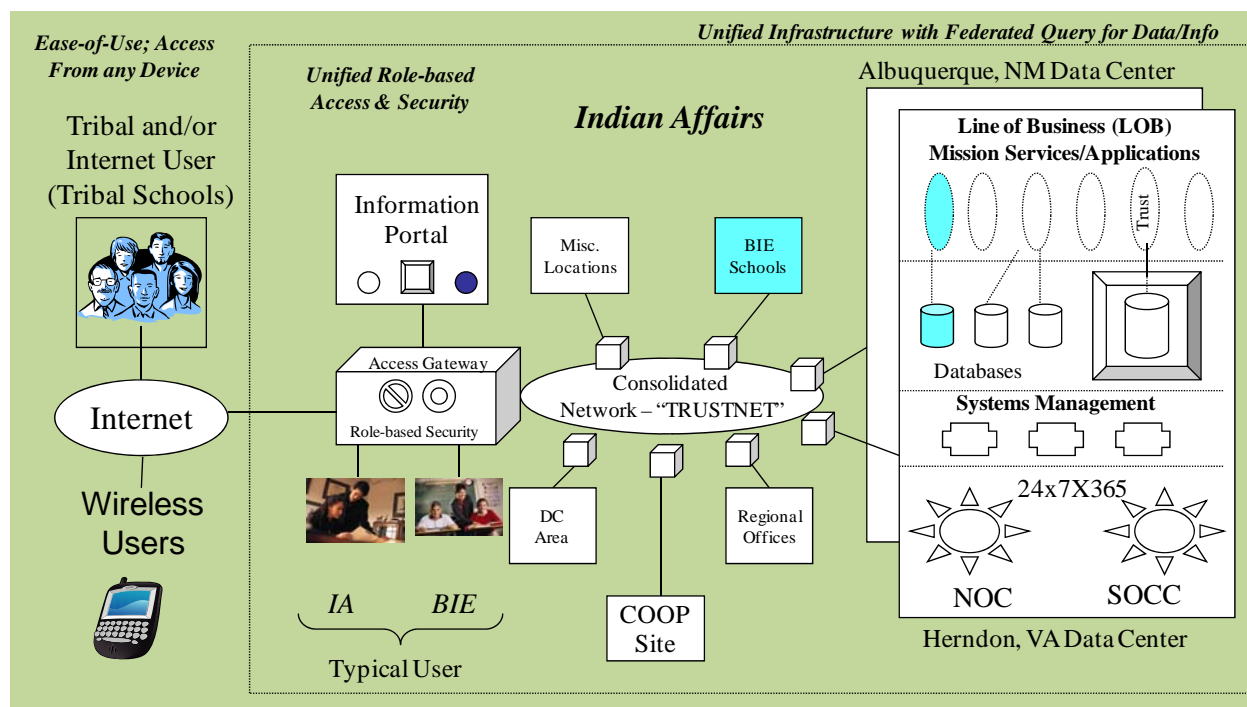 Unified Infrastructure with Federated Query for Data/Info
Ease-of-Use; Access
From any Device
Unified Role-based
Access & Security
Indian Affairs
Albuquerque, NM Data Center
Tribal and/or
Internet User
(Tribal Schools)
Internet
Wireless
Users
Information
Portal
Access Gateway
Role-based Security
IA
BIE
Typical User
Misc.
Locations
BIE
Schools
Consolidated
Network – “TRUSTNET”
DC
Area
COOP
Site
Regional
Offices
Line of Business (LOB)
Mission Services/Applications
Trust
Databases
Systems Management
24x7X365
NOC
SOCC
Herndon, VA Data Center